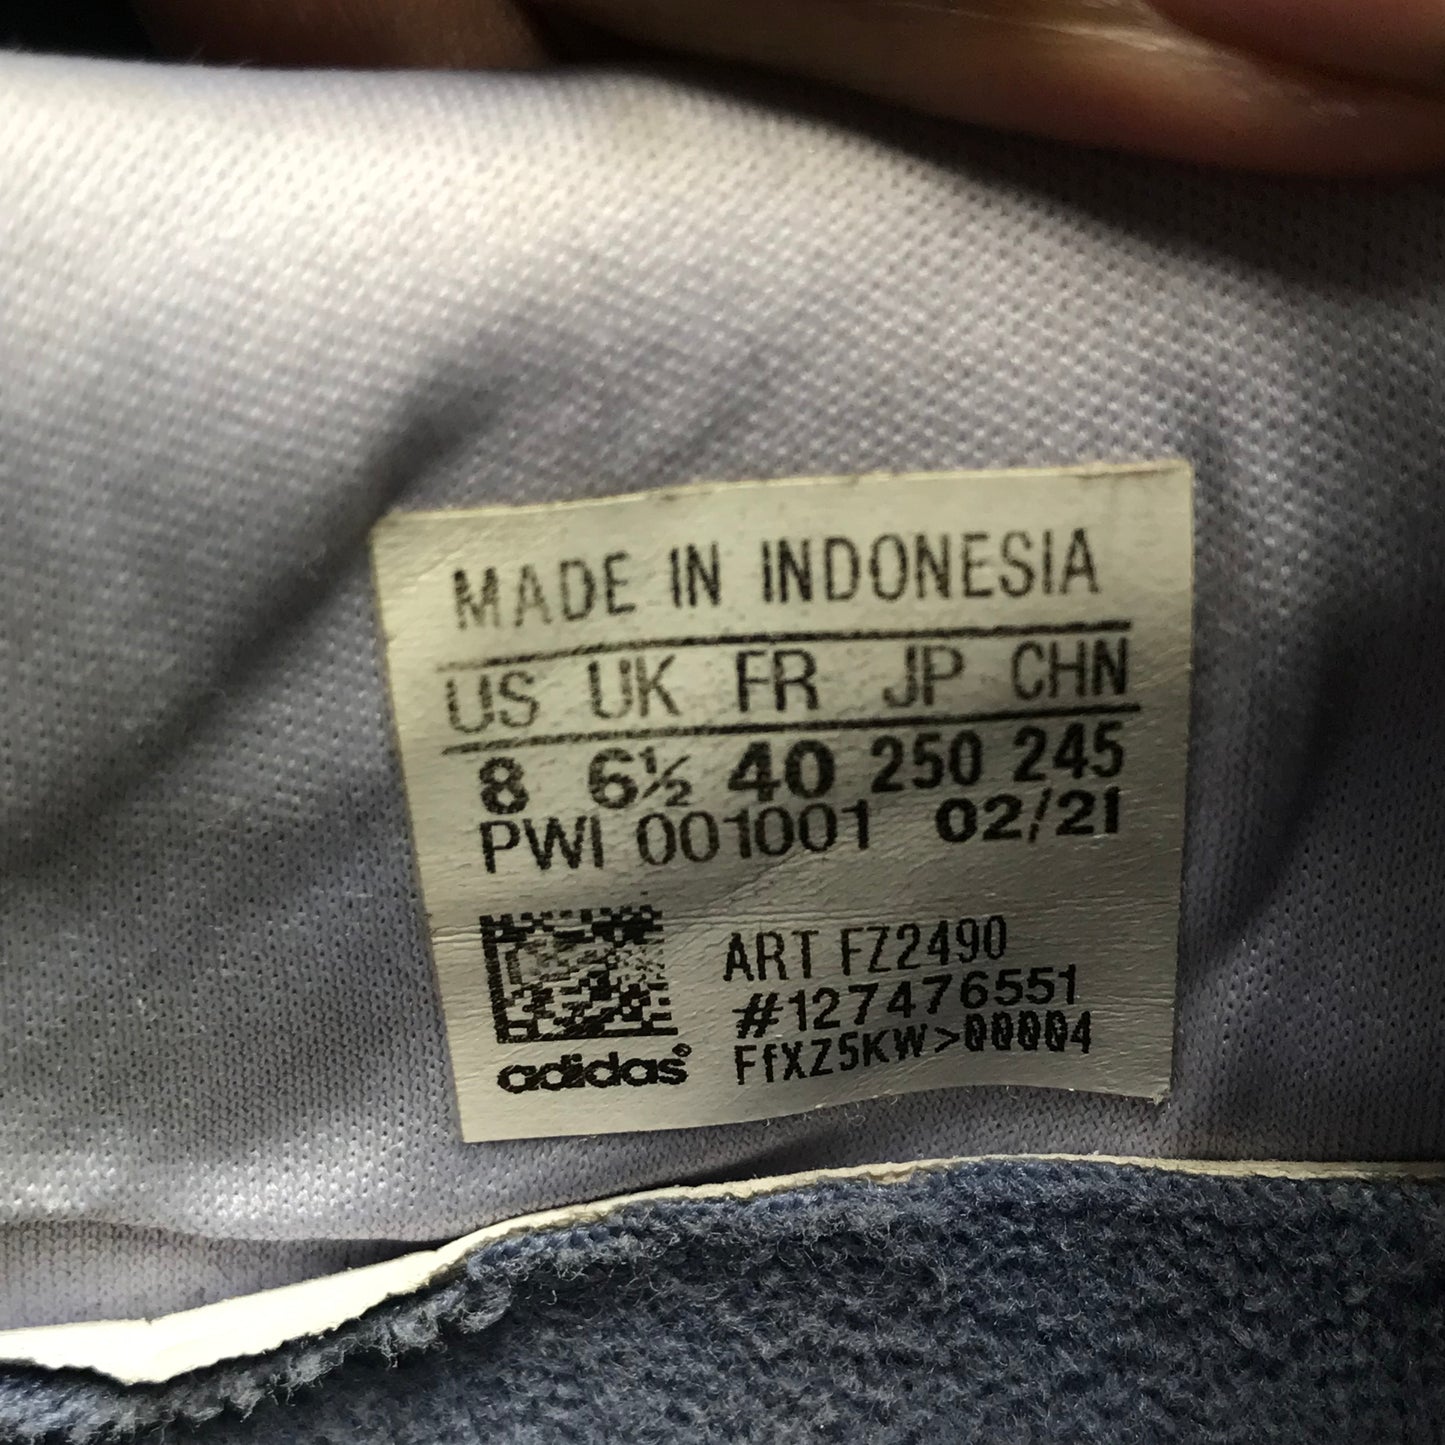 MADE IN INDONESIA
US UK FR JP CHN
8 6½ 40 250 245
PWI 001001 02/21
ART FZ2490
#127476551
FfXZ5KW>00004
adidas®